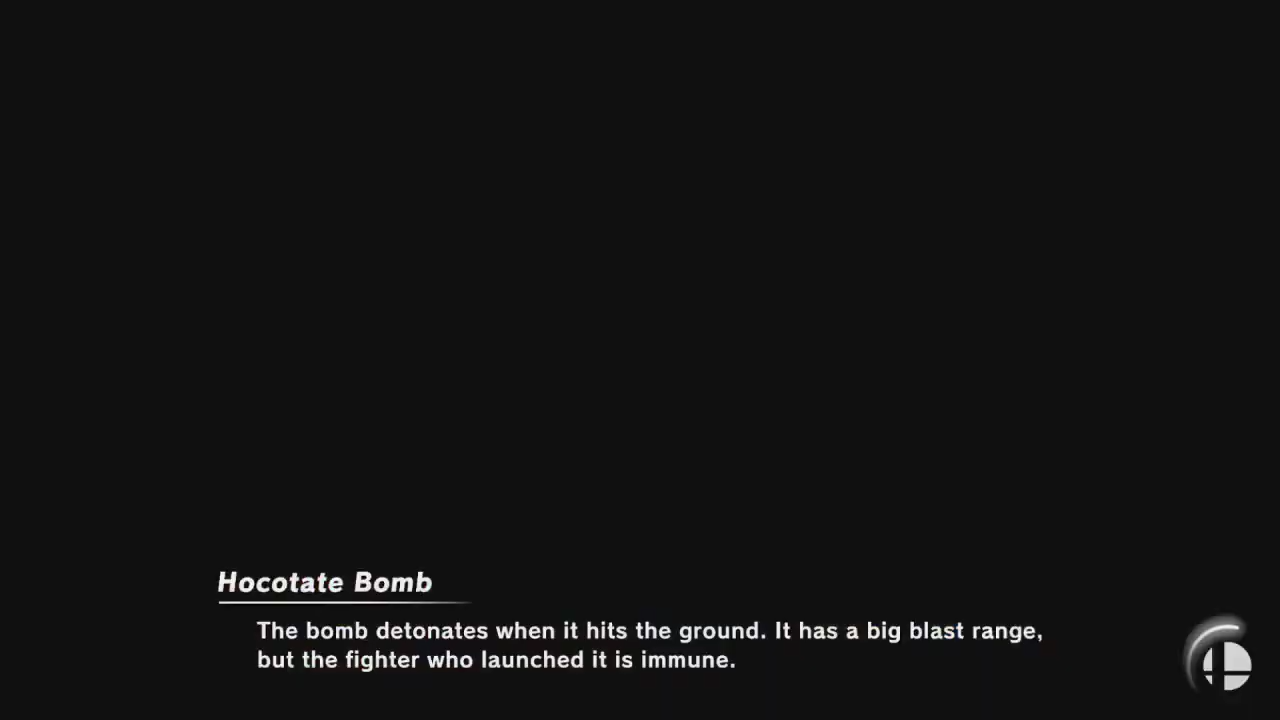 Hocotate Bomb
The bomb detonates when it hits the ground. It has a big blast range,
but the fighter who launched it is immune.